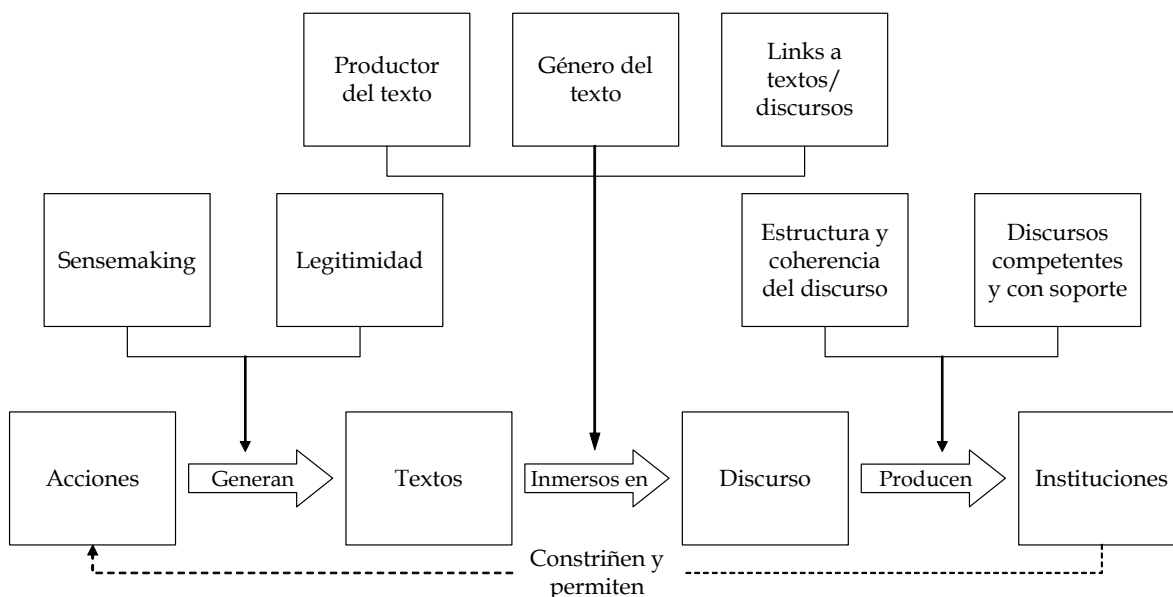 Productor
del texto
Género del
texto
Links a
textos/
discursos
Sensemaking
Legitimidad
Estructura y
coherencia
del discurso
Discursos
competentes
y con soporte
Acciones
Generan
Textos
Inmersos en
Discurso
Producen
Instituciones
Constriñen y
permiten